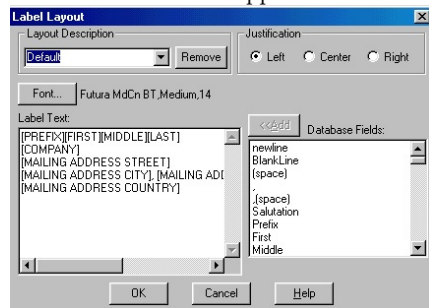 Label Layout
Layout Description
Default
Remove
Justification
Left
Center
Right
Font...
Futura MdCn BT,Medium,14
Label Text:
[PREFIX][FIRST][MIDDLE][LAST]
[COMPANY]
[MAILING ADDRESS STREET]
[MAILING ADDRESS CITY], [MAILING ADD
[MAILING ADDRESS COUNTRY]
<<Add
Database Fields:
newline
BlankLine
(space)
,
,(space)
Salutation
Prefix
First
Middle
OK
Cancel
Help